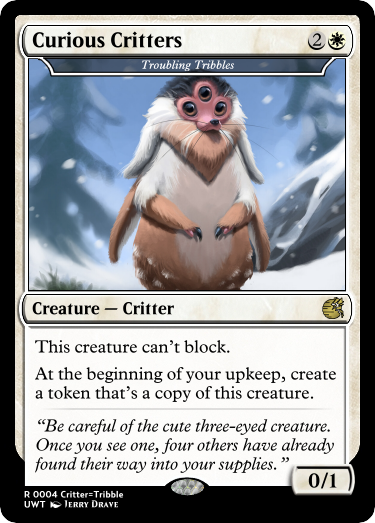 Curious Critters 2
Troubling Tribbles
Creature — Critter
This creature can't block.
At the beginning of your upkeep, create
a token that's a copy of this creature.
“Be careful of the cute three-eyed creature.
Once you see one, four others have already
found their way into your supplies.”
0/1
R 0004 Critter=Tribble
UWT Jerry Drave